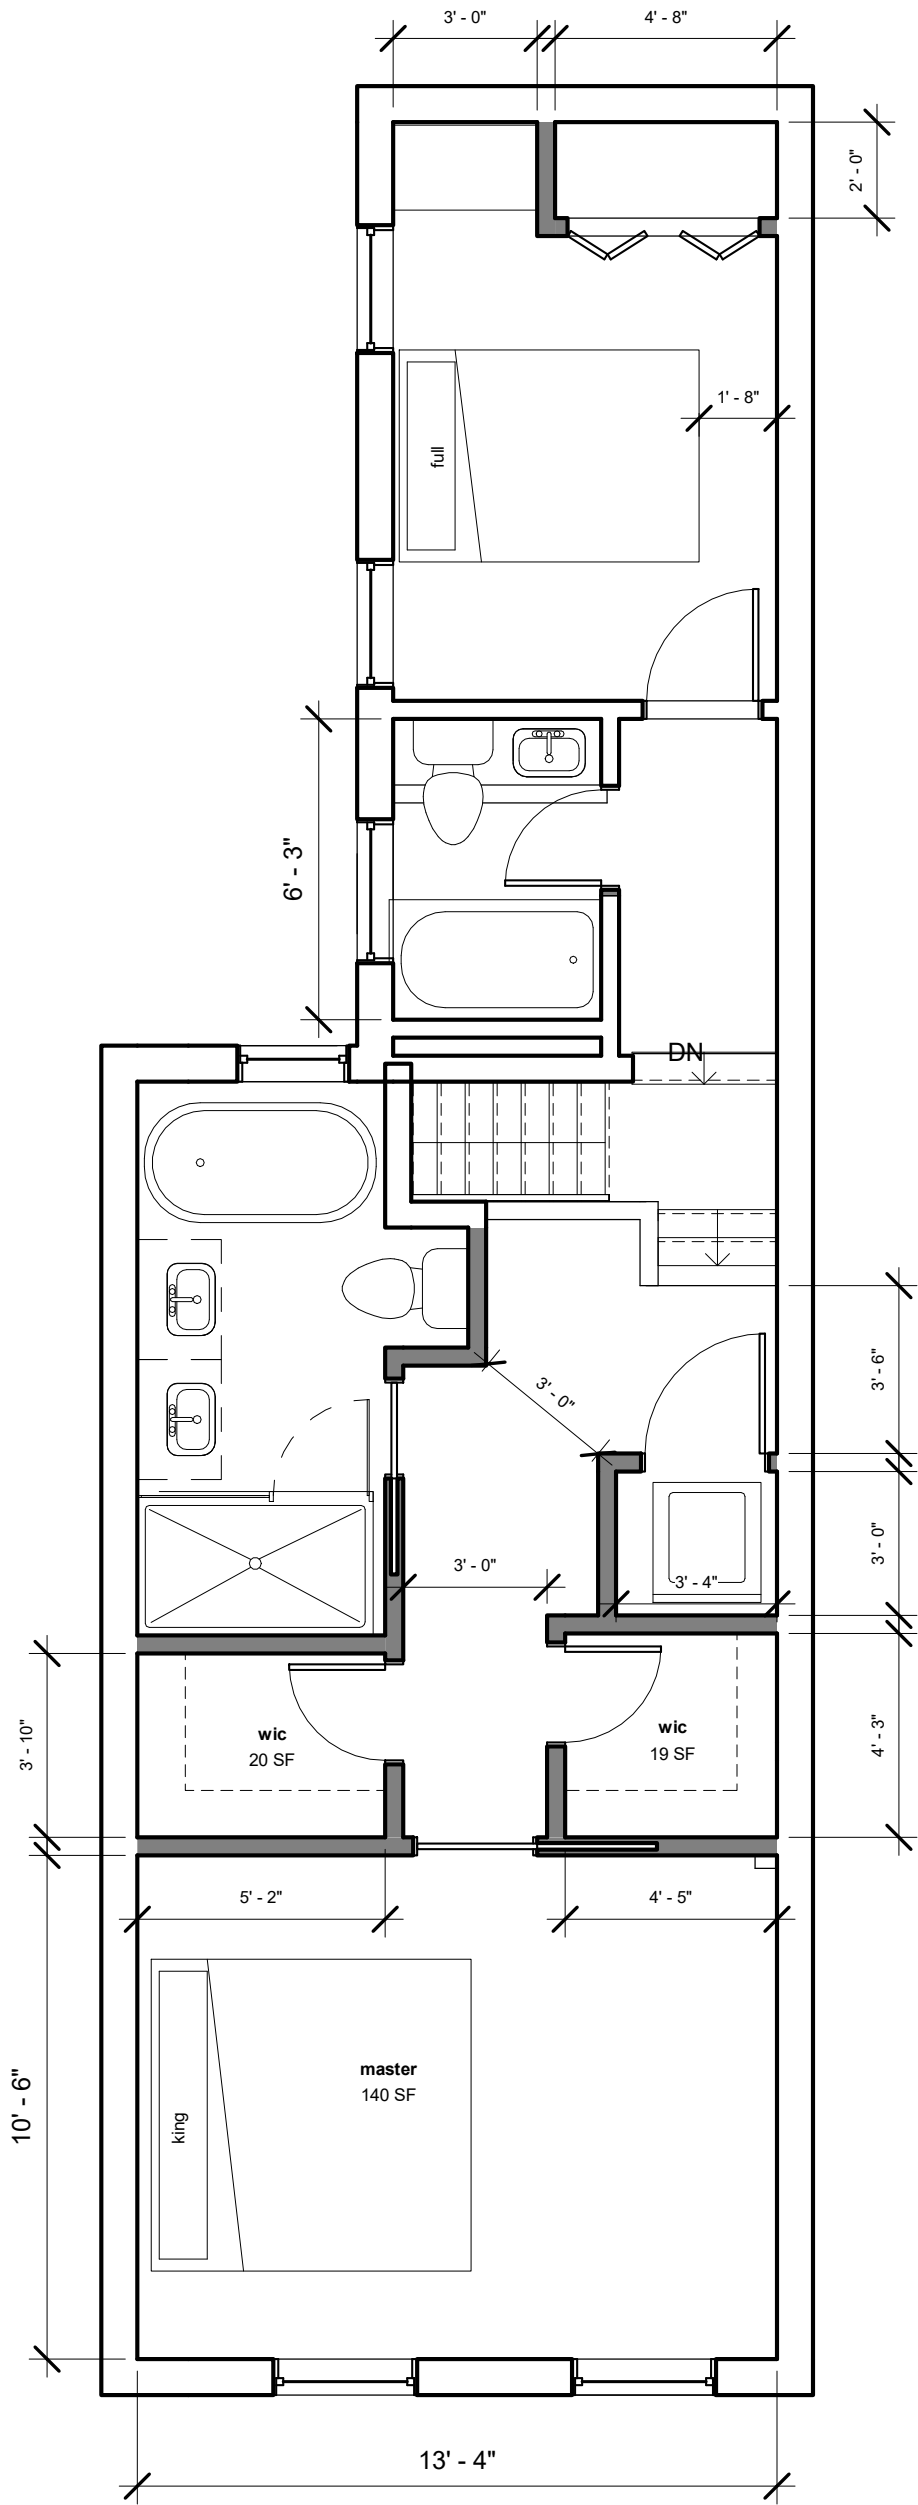 3' - 0"
4' - 8"
2' - 0"
1' - 8"
full
6' - 3"
DN
3' - 6"
3' - 0"
3' - 0"
3' - 0"
3' - 4"
3' - 10"
wic
20 SF
wic
19 SF
4' - 3"
5' - 2"
4' - 5"
10' - 6"
master
140 SF
king
13' - 4"